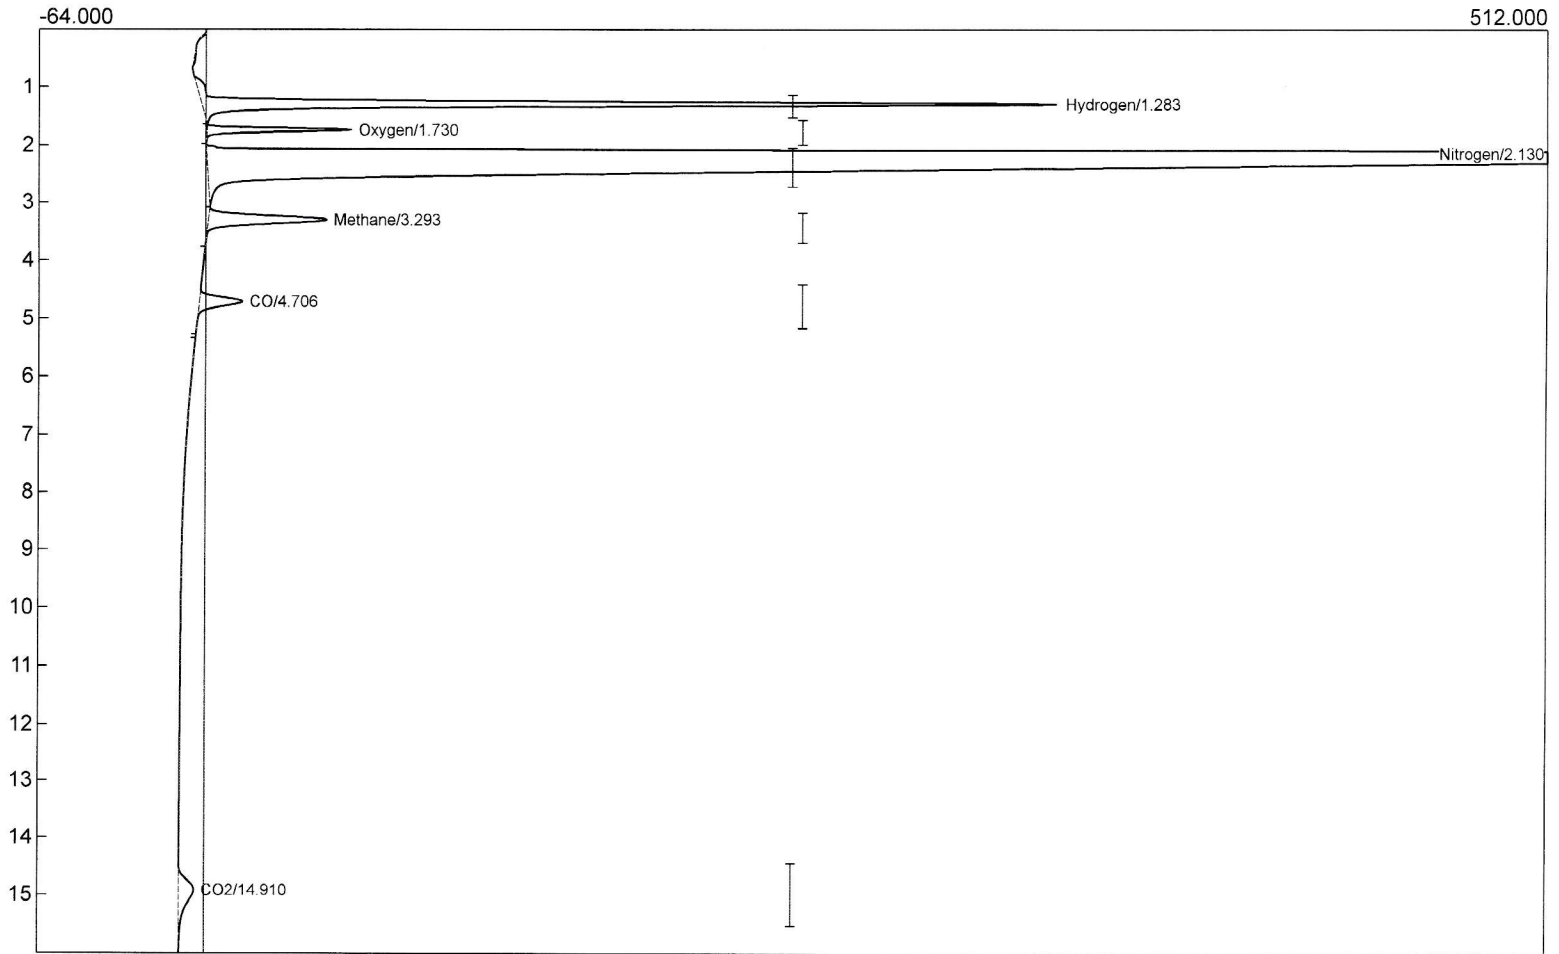 -64.000 512.000
1
Hydrogen/1.283
Oxygen/1.730
2
Nitrogen/2.130
3
Methane/3.293
4
CO/4.706
5
6
7
8
9
10
11
12
13
14
15
CO2/14.910